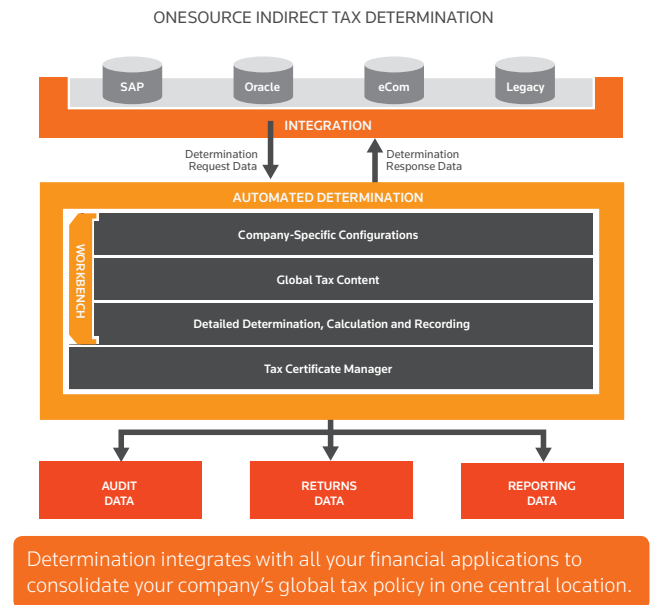 ONESOURCE INDIRECT TAX DETERMINATION
SAP
Oracle
eCom
Legacy
INTEGRATION
Determination
Request Data
Determination
Response Data
AUTOMATED DETERMINATION
WORKBENCH
Company-Specific Configurations
Global Tax Content
Detailed Determination, Calculation and Recording
Tax Certificate Manager
AUDIT
DATA
RETURNS
DATA
REPORTING
DATA
Determination integrates with all your financial applications to
consolidate your company’s global tax policy in one central location.